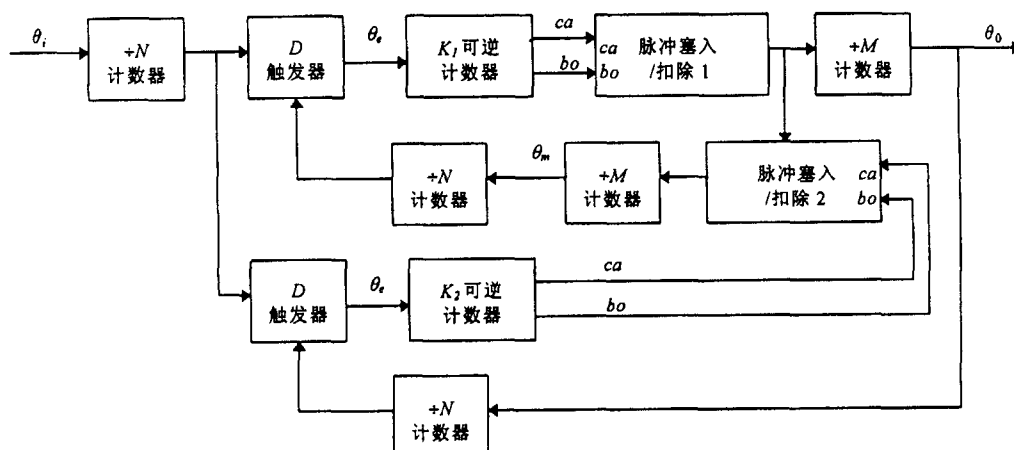 θi
÷N
计数器
D
触发器
θe
K1可逆
计数器
ca
bo
ca
bo
脉冲塞入
/扣除 1
÷M
计数器
θ0
÷N
计数器
θm
÷M
计数器
脉冲塞入
/扣除 2
ca
bo
D
触发器
θe
K2可逆
计数器
ca
bo
÷N
计数器